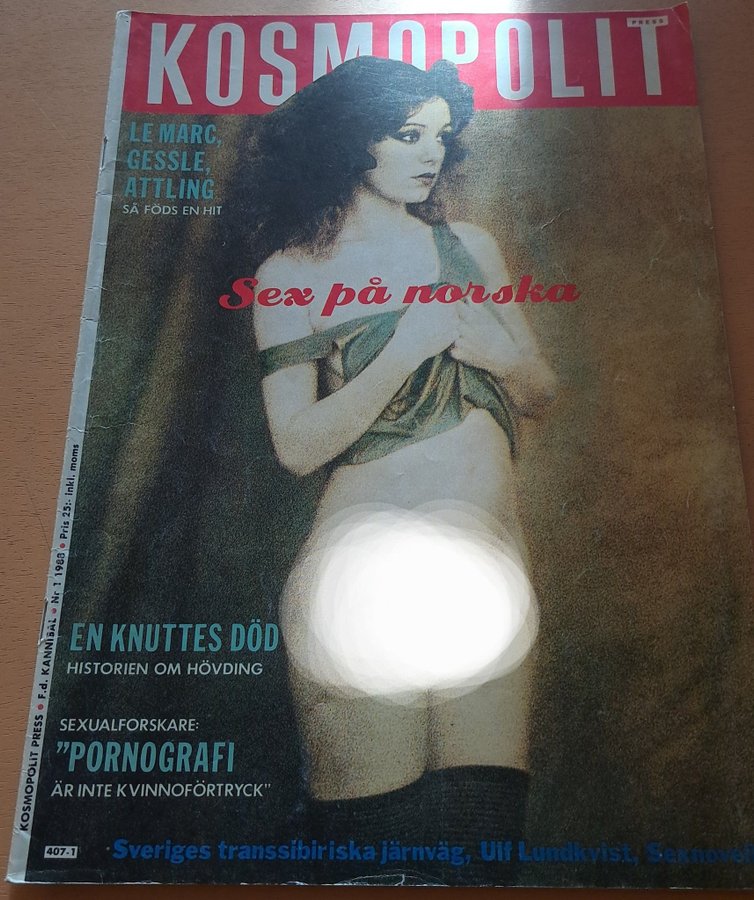 KOSMOPOLIT
PRESS
LE MARC,
GESSLE,
ATTLING
SÅ FÖDS EN HIT
Sex på norska
EN KNUTTES DÖD
HISTORIEN OM HÖVDING
SEXUALFORSKARE:
"PORNOGRAFI
ÄR INTE KVINNOFÖRTRYCK"
Sveriges transsibiriska järnväg, Ulf Lundkvist, Sexnovell
KOSMOPOLIT PRESS • F.d. KANNIBAL • Nr 1 1988 • Pris 25:- inkl. moms
407-1